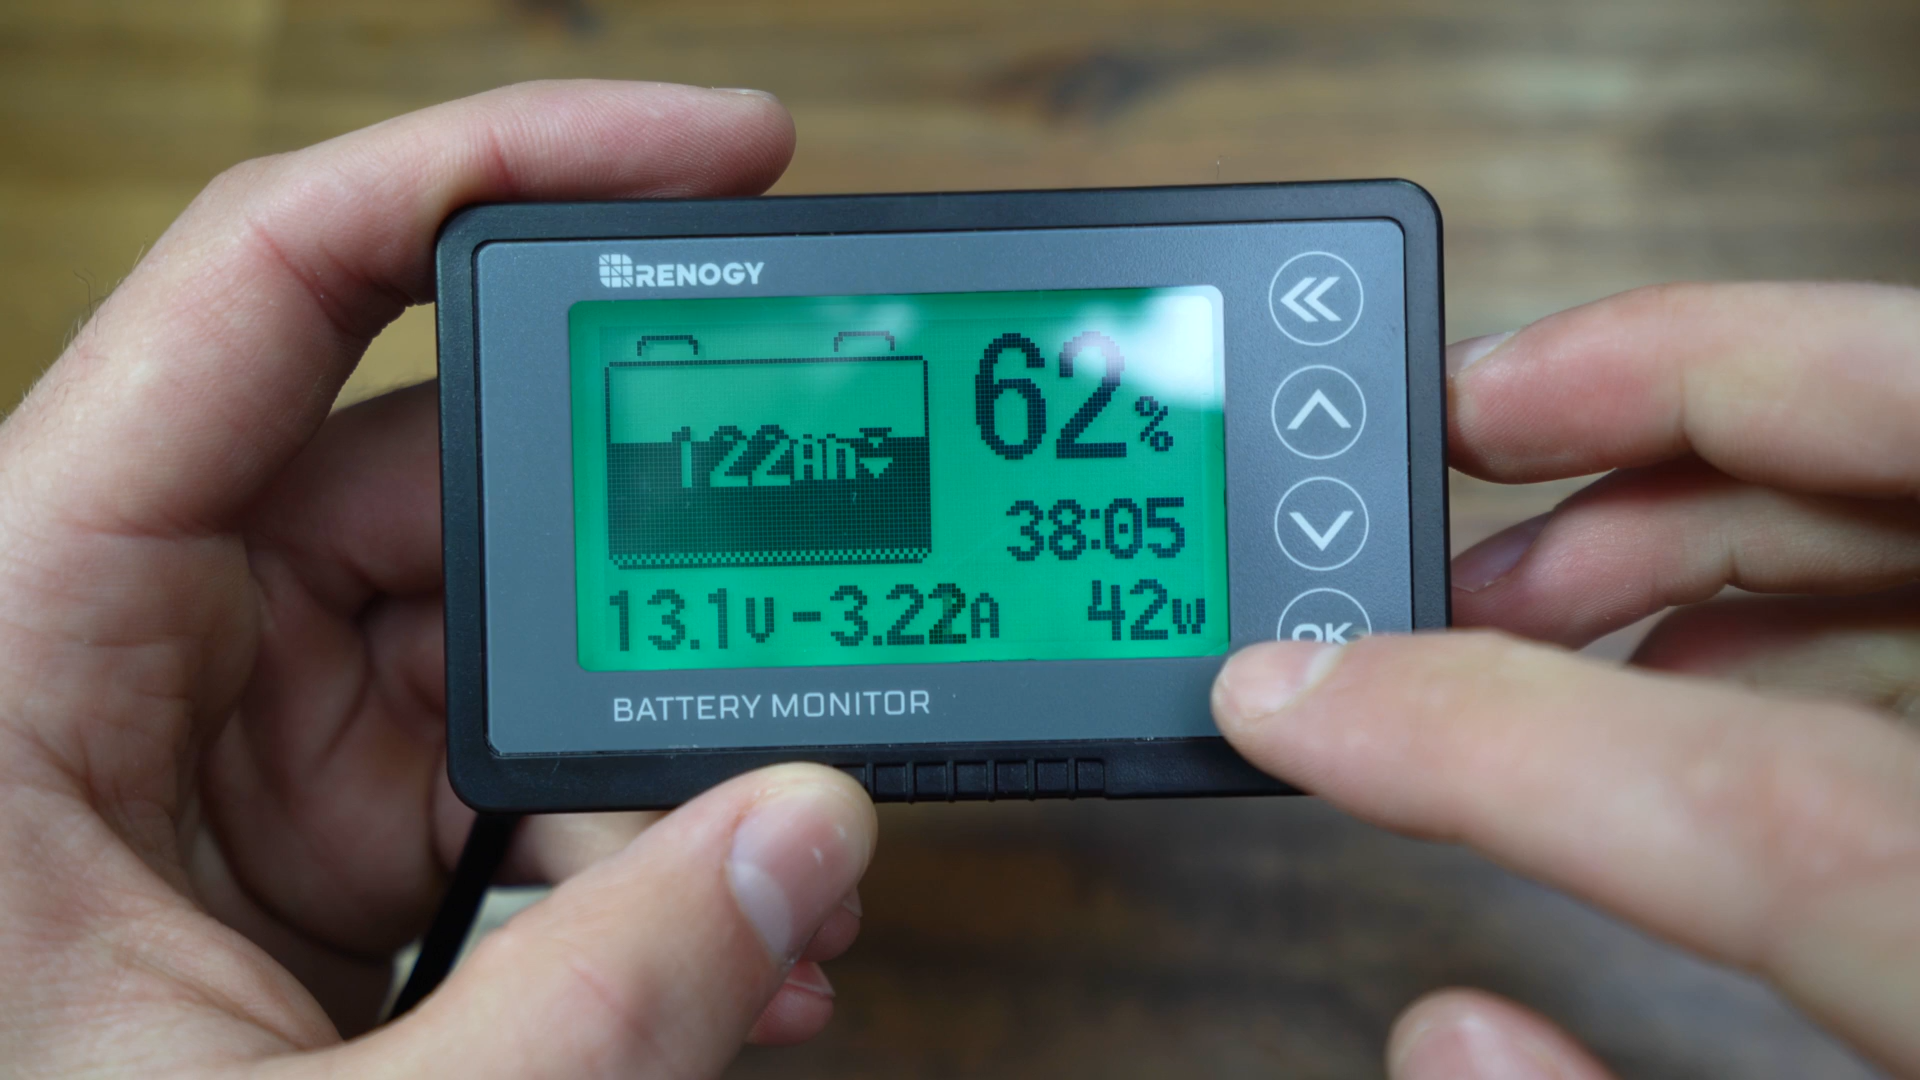 RENOGY
122Ah
62%
38:05
13.1V -3.22A 42W
OK
BATTERY MONITOR